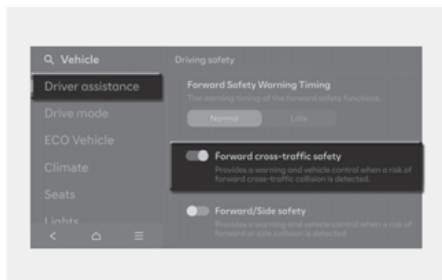 Vehicle
Driving safety
Driver assistance
Forward Safety Warning Timing
The warning timing of the forward safety functions.
Drive mode
Normal
Late
ECO Vehicle
Forward cross-traffic safety
Climate
Provides a warning and vehicle control when a risk of
forward cross-traffic collision is detected.
Seats
Forward/Side safety
Lights
Provides a warning and vehicle control when a risk of
forward or side collision is detected.